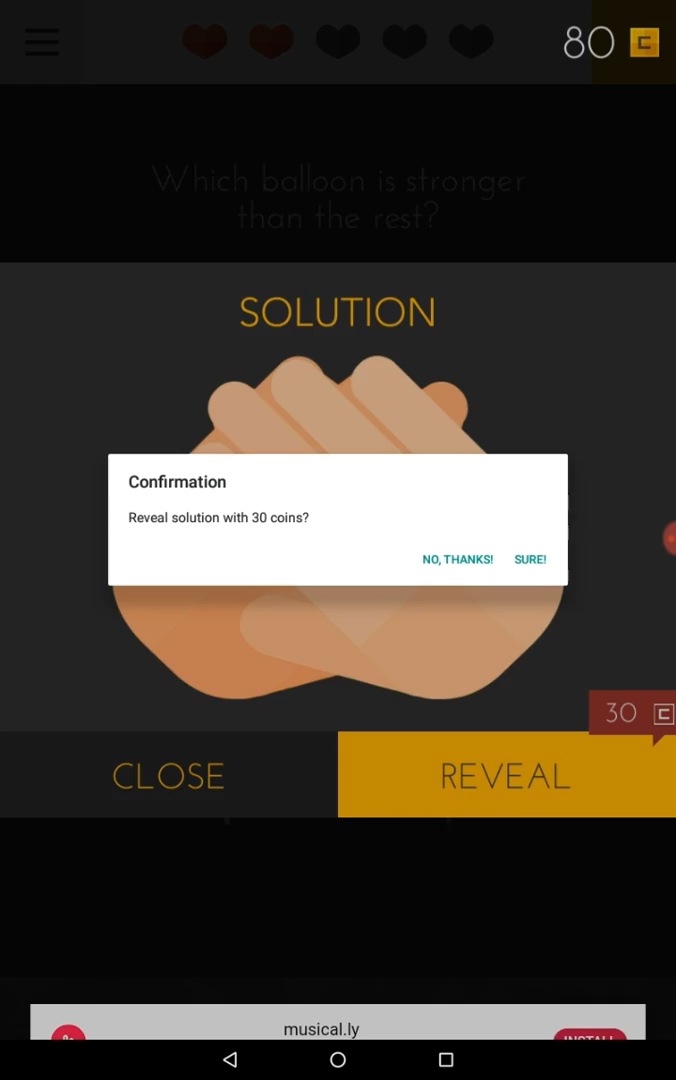 80
Which balloon is stronger
than the rest?
SOLUTION
Confirmation
Reveal solution with 30 coins?
NO, THANKS! SURE!
30
CLOSE REVEAL
musical.ly
INSTALL